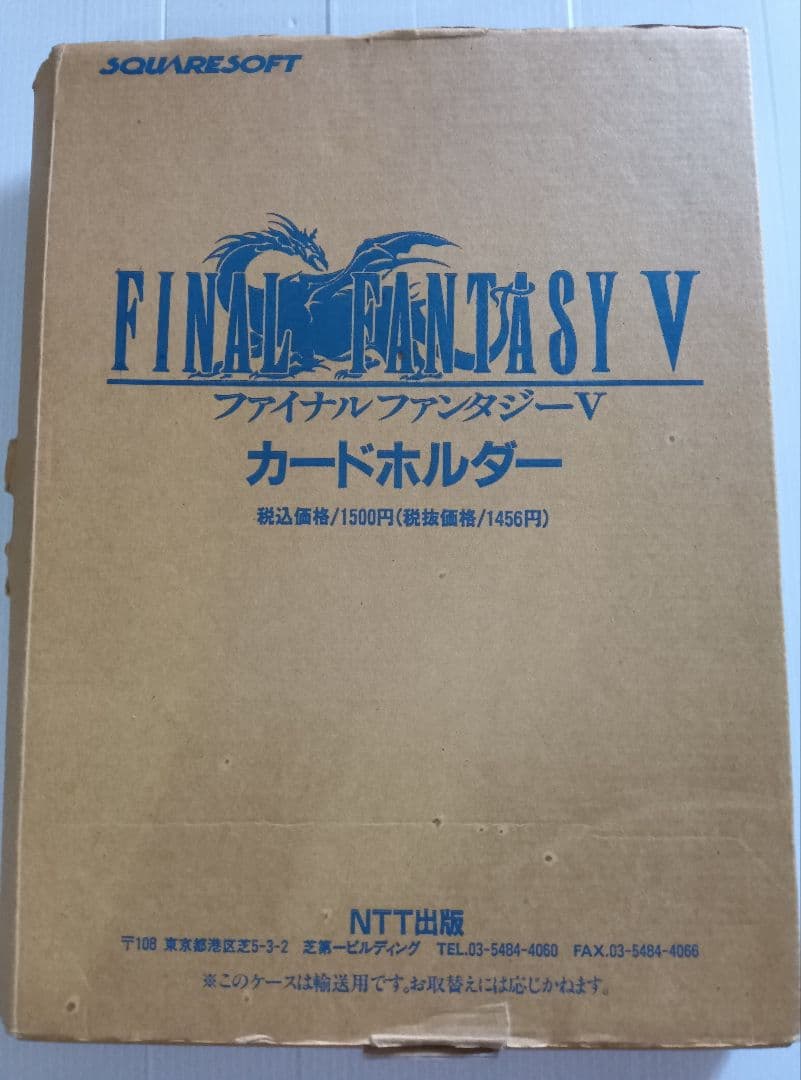 SQUARESOFT
FINAL FANTASY V
ファイナルファンタジーV
カードホルダー
税込価格/1500円(税抜価格/1456円)
NTT出版
〒108 東京都港区芝5-3-2 芝第一ビルディング TEL.03-5484-4060 FAX.03-5484-4066
※このケースは輸送用です。お取替えには応じかねます。